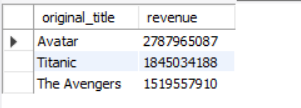 original_title revenue
Avatar 2787965087
Titanic 1845034188
The Avengers 1519557910